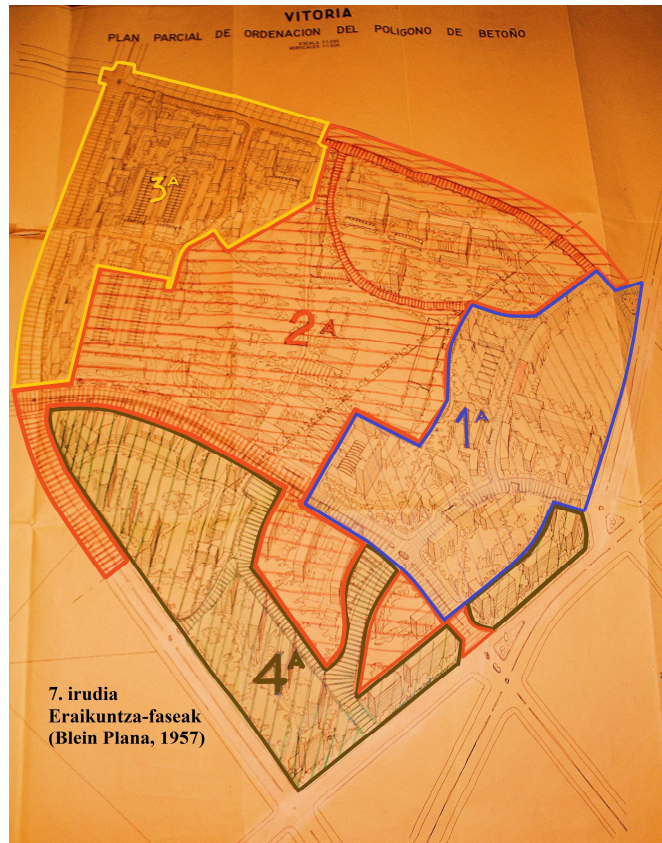 VITORIA
PLAN PARCIAL DE ORDENACION DEL POLIGONO DE BETOÑO
3ª
2ª
1ª
4ª
7. irudia
Eraikuntza-faseak
(Blein Plana, 1957)